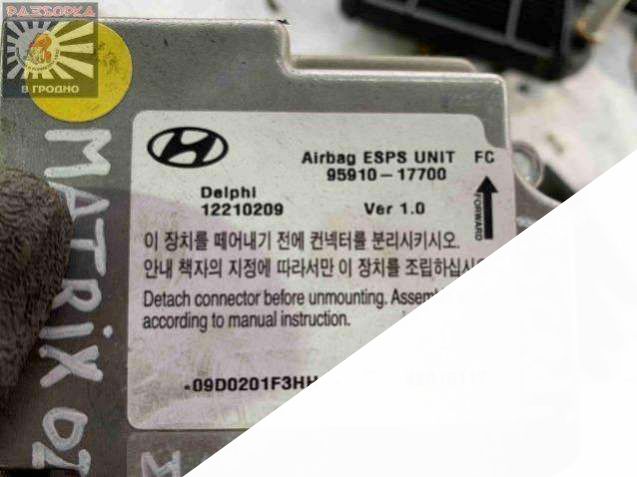 РАЗБОРКА
В ГРОДНО
MATRIX 02
Airbag ESPS UNIT FC
95910-17700
Delphi
12210209 Ver 1.0
FORWARD
이 장치를 떼어내기 전에 컨넥터를 분리시키시오.
안내 책자의 지정에 따라서만 이 장치를 조립하십시오
Detach connector before unmounting.
according to manual instruction.